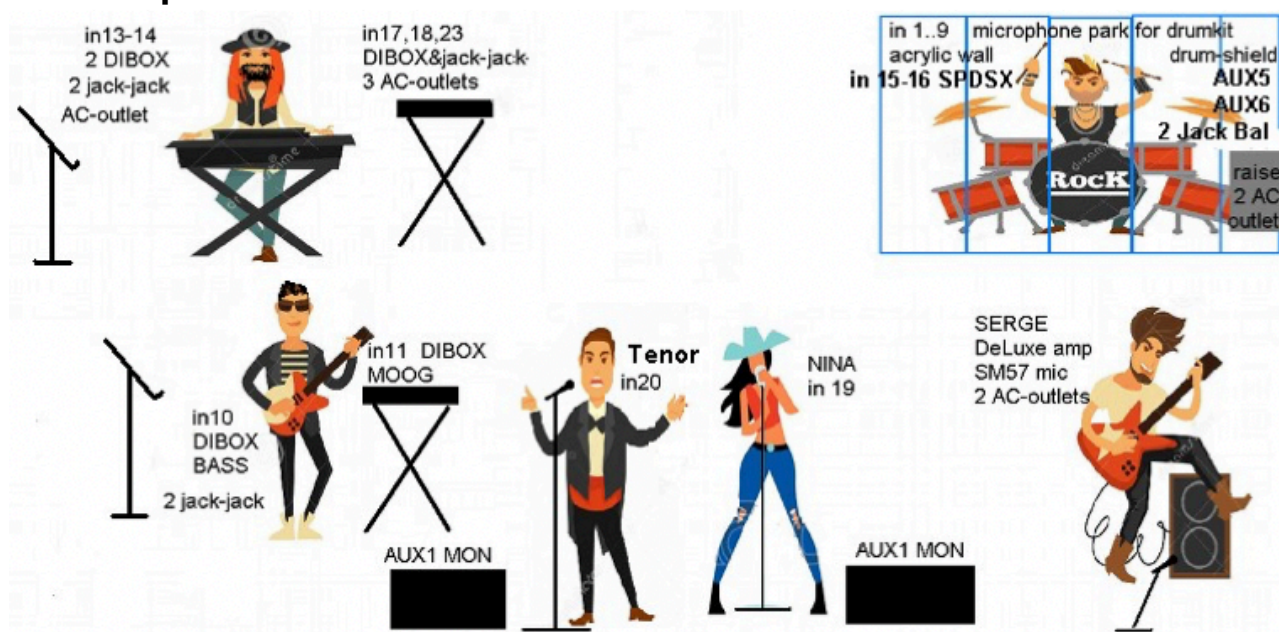 in13-14
2 DIBOX
2 jack-jack
AC-outlet
in17,18,23
DIBOX&jack-jack
3 AC-outlets
in 1..9 microphone park for drumkit
acrylic wall
drum-shield
in 15-16 SPDSX
AUX5
AUX6
2 Jack Bal
raise
2 AC
outlet
ROCK
in10
DIBOX
BASS
2 jack-jack
in11 DIBOX
MOOG
AUX1 MON
Tenor
in20
NINA
in 19
AUX1 MON
SERGE
DeLuxe amp
SM57 mic
2 AC-outlets